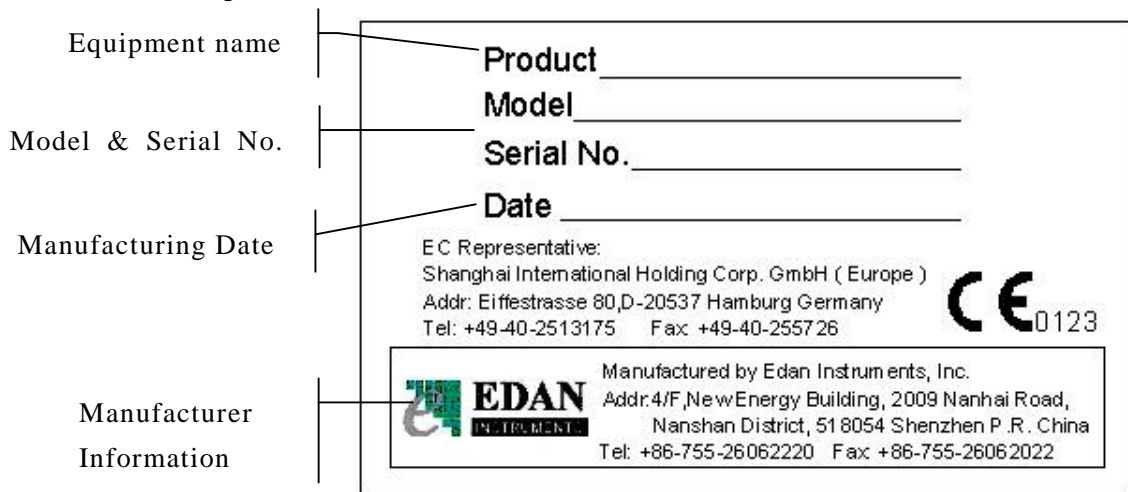 Equipment name
Model & Serial No.
Manufacturing Date
Manufacturer
Information
Product
Model
Serial No.
Date
EC Representative:
Shanghai International Holding Corp. GmbH ( Europe )
Addr: Eiffestrasse 80,D-20537 Hamburg Germany
Tel: +49-40-2513175 Fax +49-40-255726
CE0123
e EDAN
INSTRUMENTS
Manufactured by Edan Instruments, Inc.
Addr:4/F,New Energy Building, 2009 Nanhai Road,
Nanshan District, 518054 Shenzhen P .R. China
Tel: +86-755-26062220 Fax +86-755-26062022